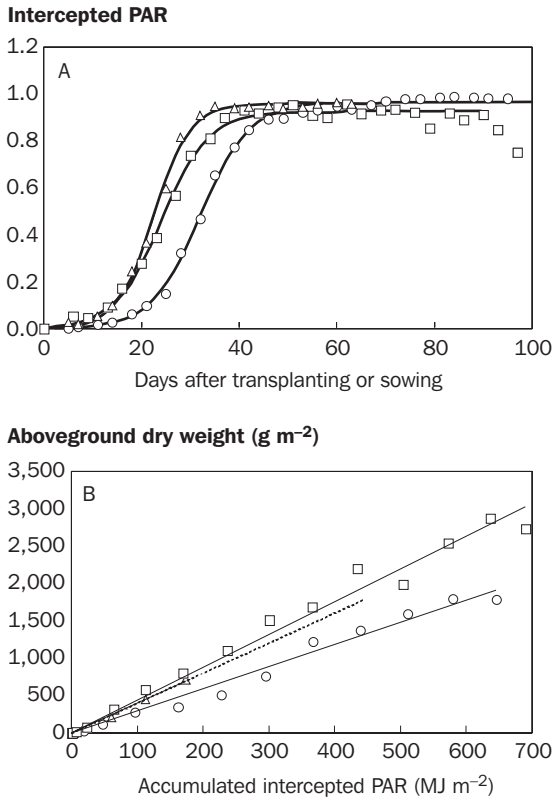 Intercepted PAR
1.2
A
1.0
0.8
0.6
0.4
0.2
0.0
0 20 40 60 80 100
Days after transplanting or sowing
Aboveground dry weight (g m–2)
3,500
B
3,000
2,500
2,000
1,500
1,000
500
0
0 100 200 300 400 500 600 700
Accumulated intercepted PAR (MJ m–2)